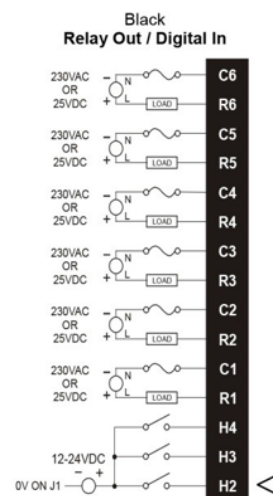 Black
Relay Out / Digital In
230VAC OR 25VDC - + N L LOAD C6 R6
230VAC OR 25VDC - + N L LOAD C5 R5
230VAC OR 25VDC - + N L LOAD C4 R4
230VAC OR 25VDC - + N L LOAD C3 R3
230VAC OR 25VDC - + N L LOAD C2 R2
230VAC OR 25VDC - + N L LOAD C1 R1
H4
12-24VDC H3
0V ON J1 - + H2